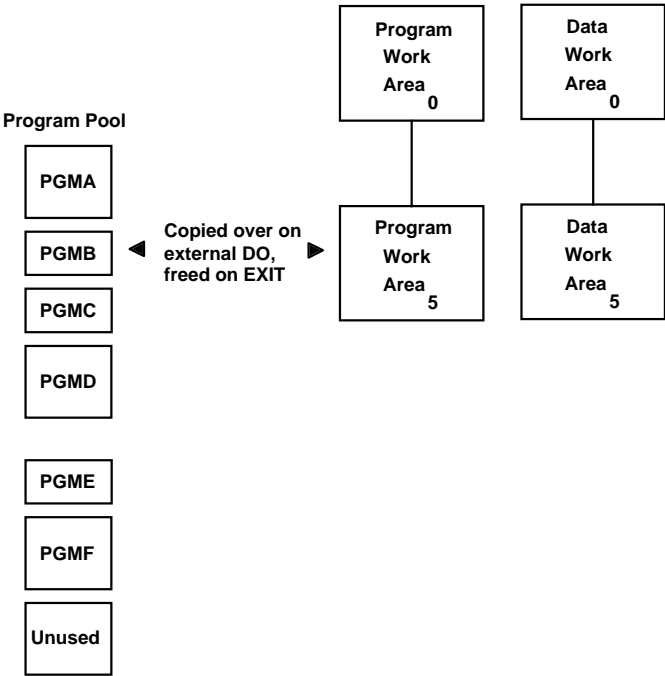 Program Pool
PGMA
PGMB
PGMC
PGMD
PGME
PGMF
Unused
Copied over on
external DO,
freed on EXIT
Program
Work
Area
0
Data
Work
Area
0
Program
Work
Area
5
Data
Work
Area
5